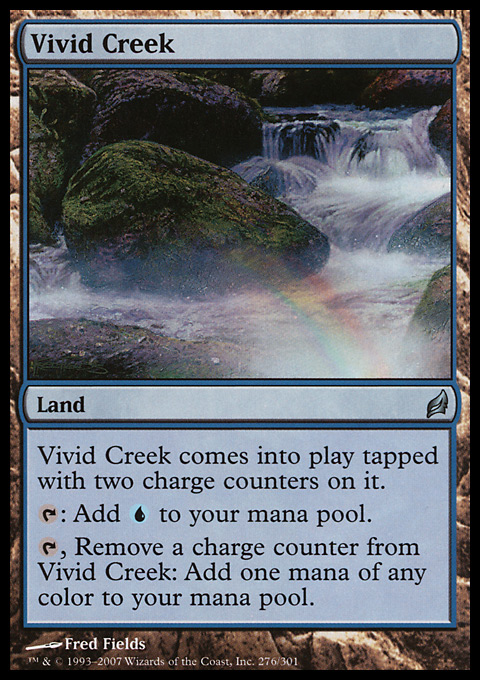 Vivid Creek
Land
Vivid Creek comes into play tapped
with two charge counters on it.
: Add to your mana pool.
, Remove a charge counter from
Vivid Creek: Add one mana of any
color to your mana pool.
Fred Fields
™ & © 1993–2007 Wizards of the Coast, Inc. 276/301